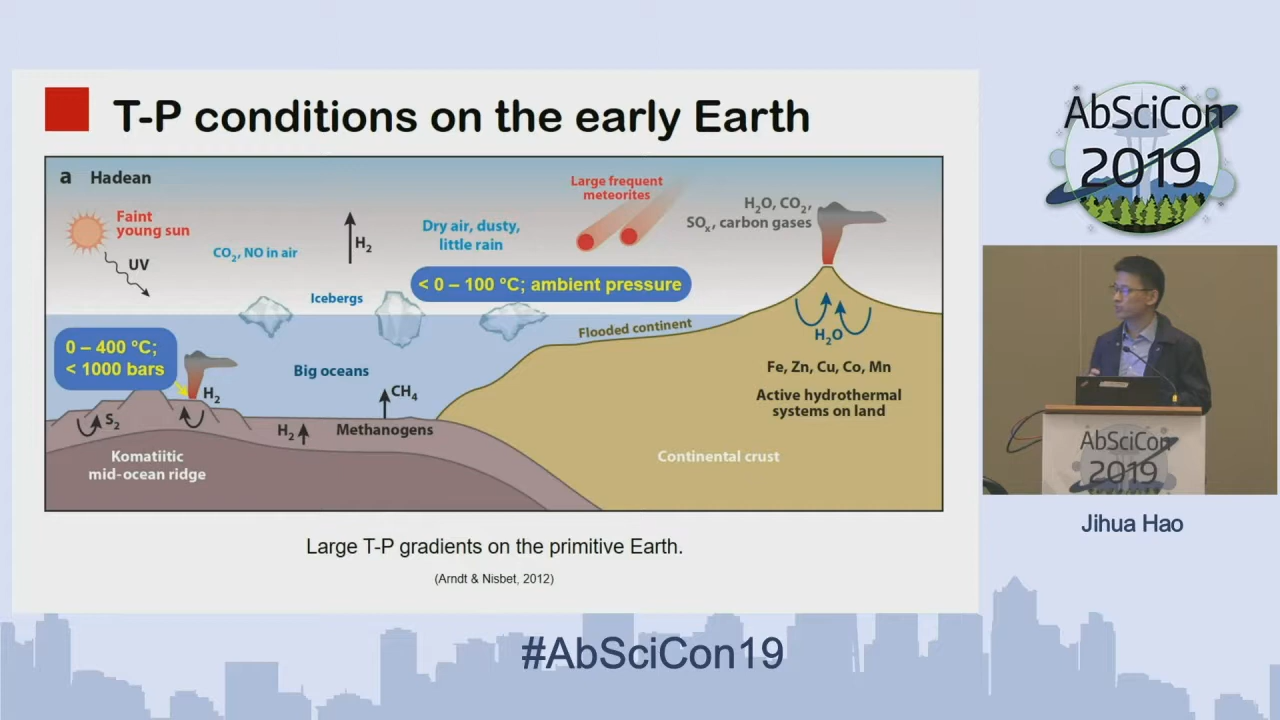 T-P conditions on the early Earth
a Hadean
Faint
young sun
UV
CO₂, NO in air
H₂
Dry air, dusty,
little rain
Large frequent
meteorites
H₂O, CO₂,
SOₓ, carbon gases
< 0 – 100 °C; ambient pressure
Icebergs
Flooded continent
H₂O
0 – 400 °C;
< 1000 bars
Big oceans
H₂
CH₄
S₂
H₂
Methanogens
Fe, Zn, Cu, Co, Mn
Active hydrothermal
systems on land
Komatiitic
mid-ocean ridge
Continental crust
Large T-P gradients on the primitive Earth.
(Arndt & Nisbet, 2012)
AbSciCon
2019
AbSciCon
2019
Jihua Hao
#AbSciCon19